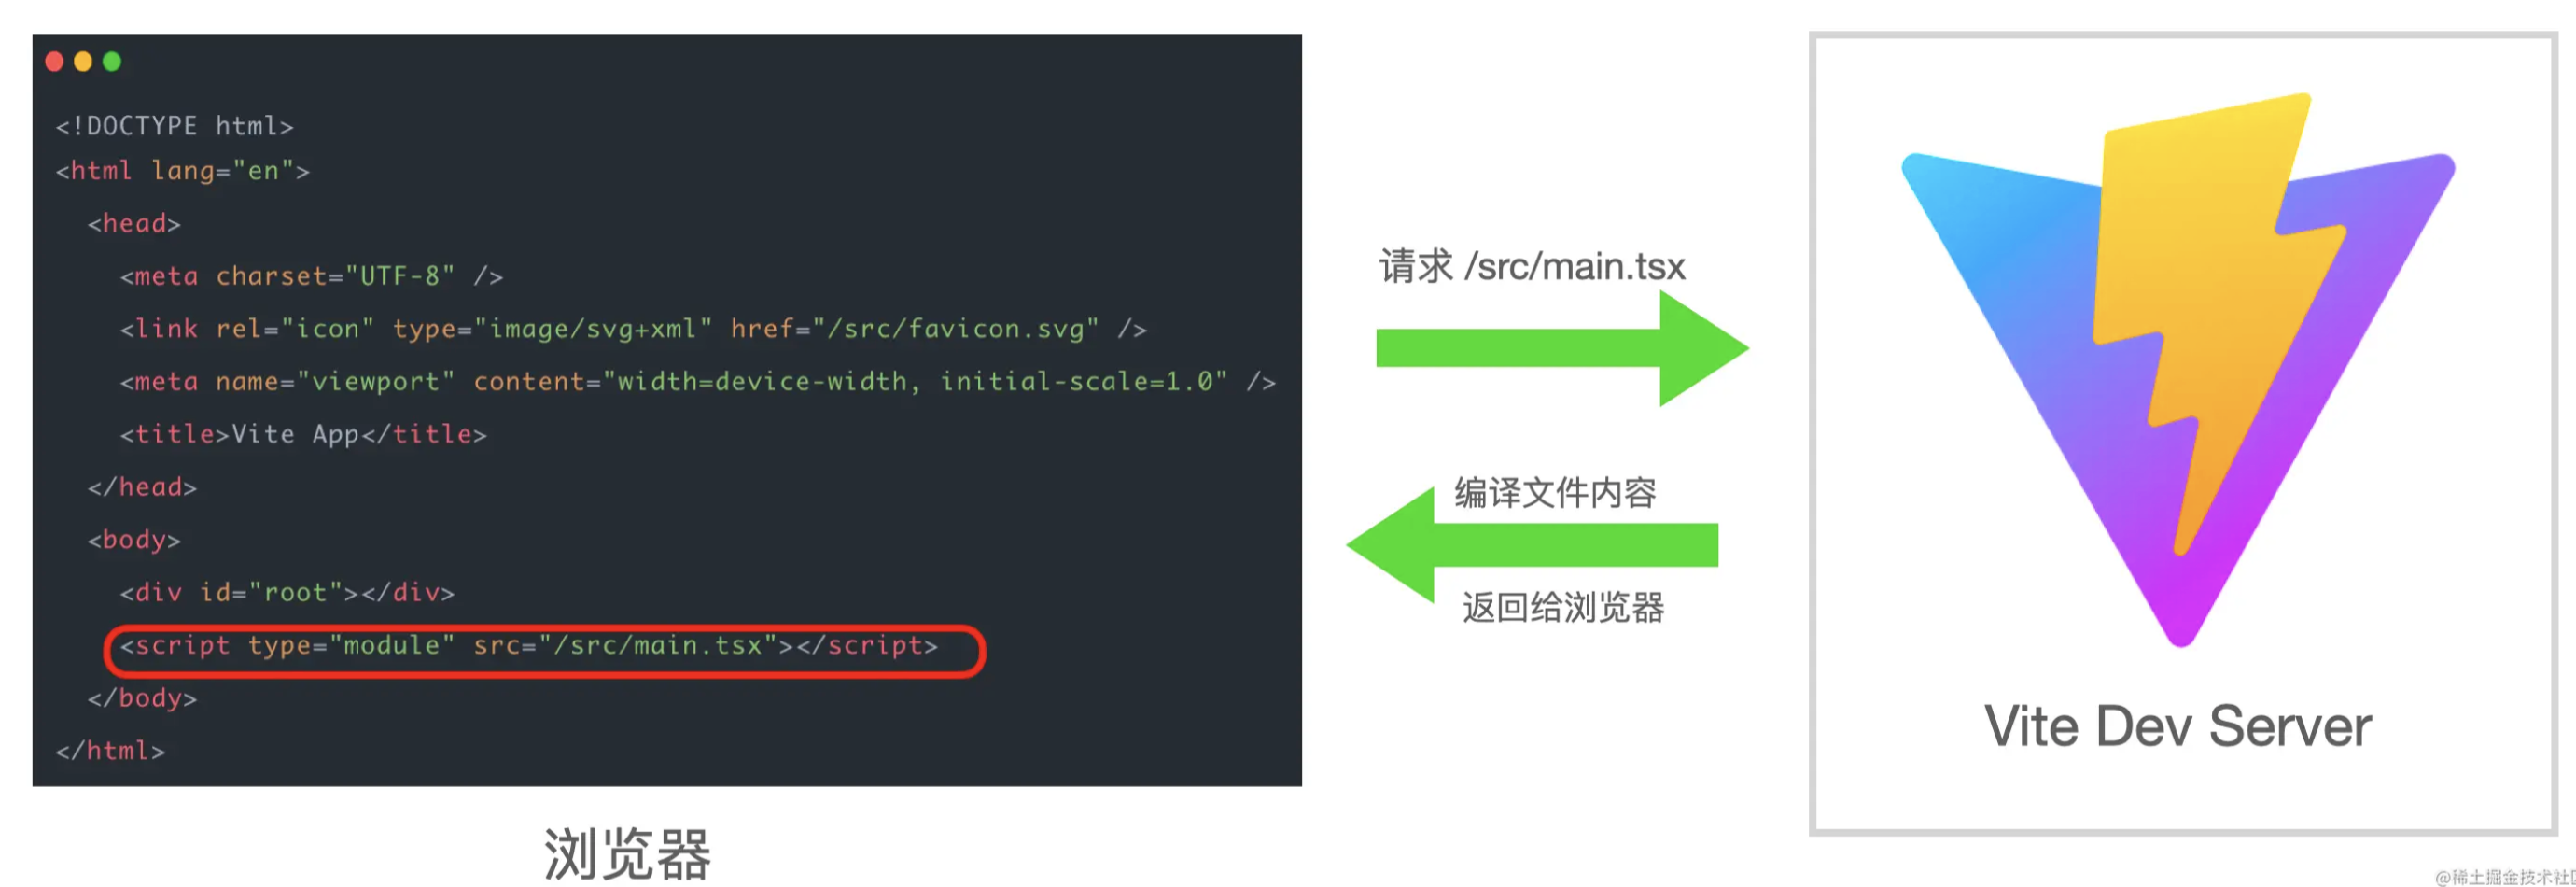 <!DOCTYPE html>
<html lang="en">
<head>
<meta charset="UTF-8" />
<link rel="icon" type="image/svg+xml" href="/src/favicon.svg" />
<meta name="viewport" content="width=device-width, initial-scale=1.0" />
<title>Vite App</title>
</head>
<body>
<div id="root"></div>
<script type="module" src="/src/main.tsx"></script>
</body>
</html>
浏览器
请求 /src/main.tsx
编译文件内容
返回给浏览器
Vite Dev Server
@稀土掘金技术社